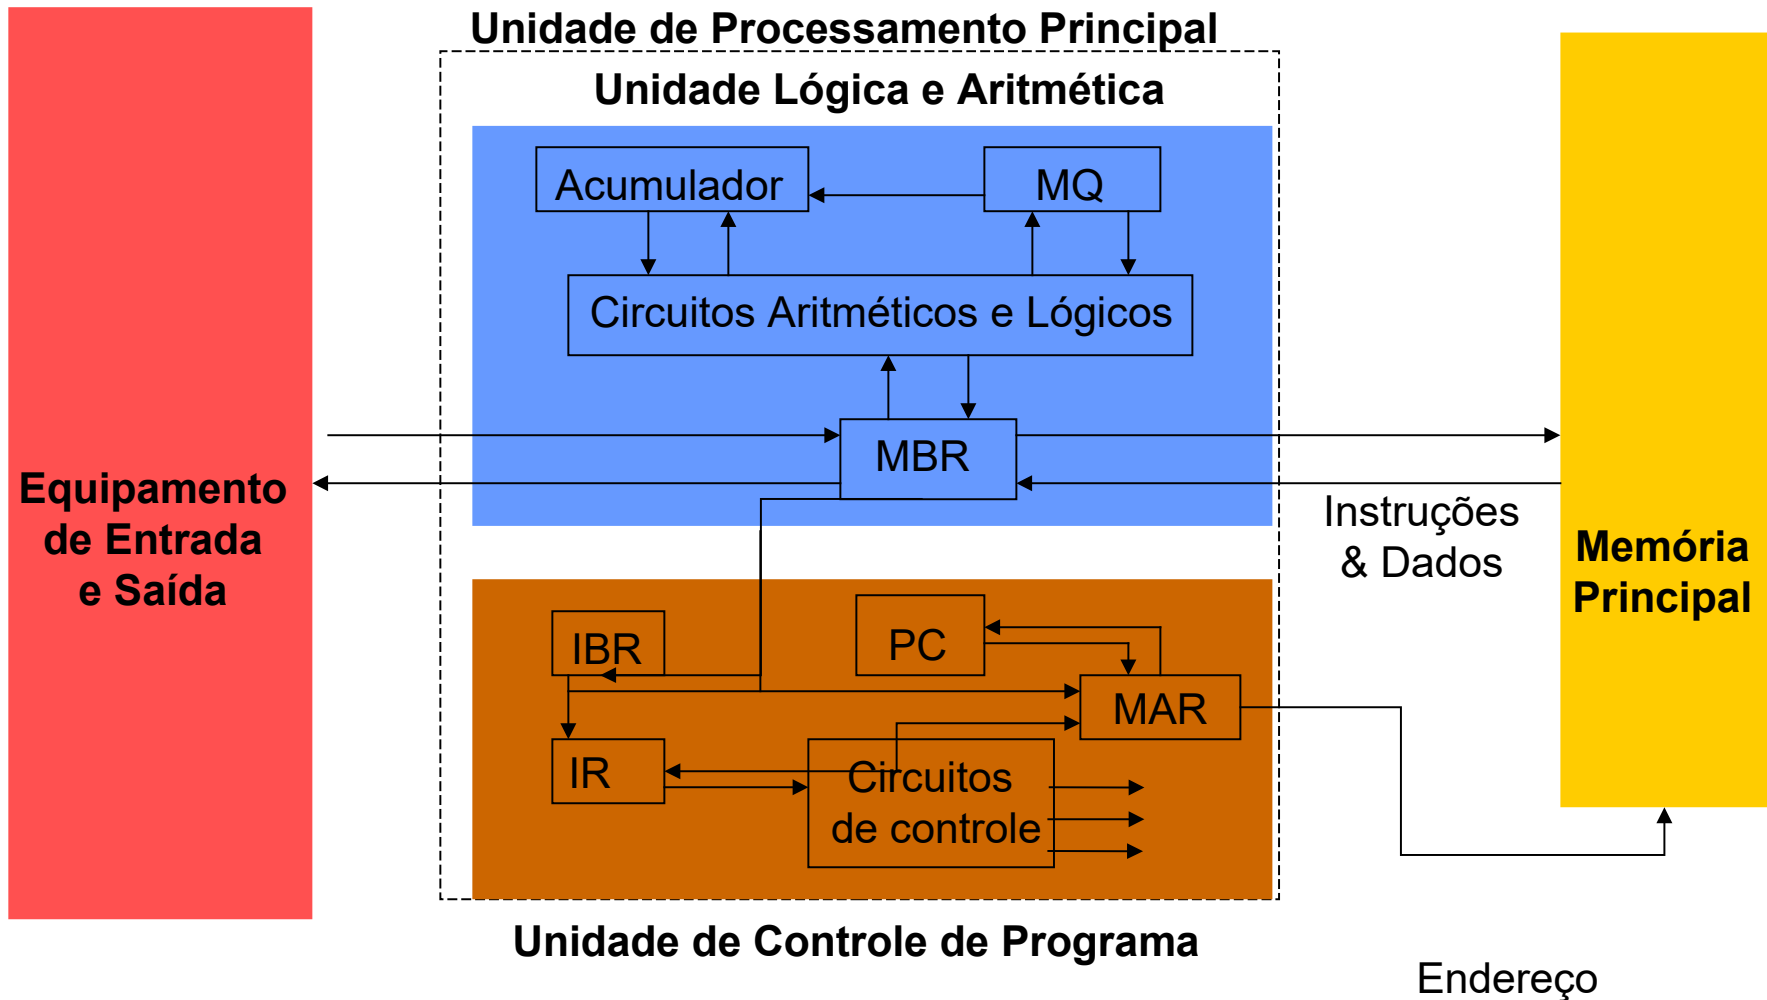 Unidade de Processamento Principal
Unidade Lógica e Aritmética
Acumulador
MQ
Circuitos Aritméticos e Lógicos
MBR
Equipamento
de Entrada
e Saída
Instruções
& Dados
Memória
Principal
IBR
PC
MAR
IR
Circuitos
de controle
Unidade de Controle de Programa
Endereço